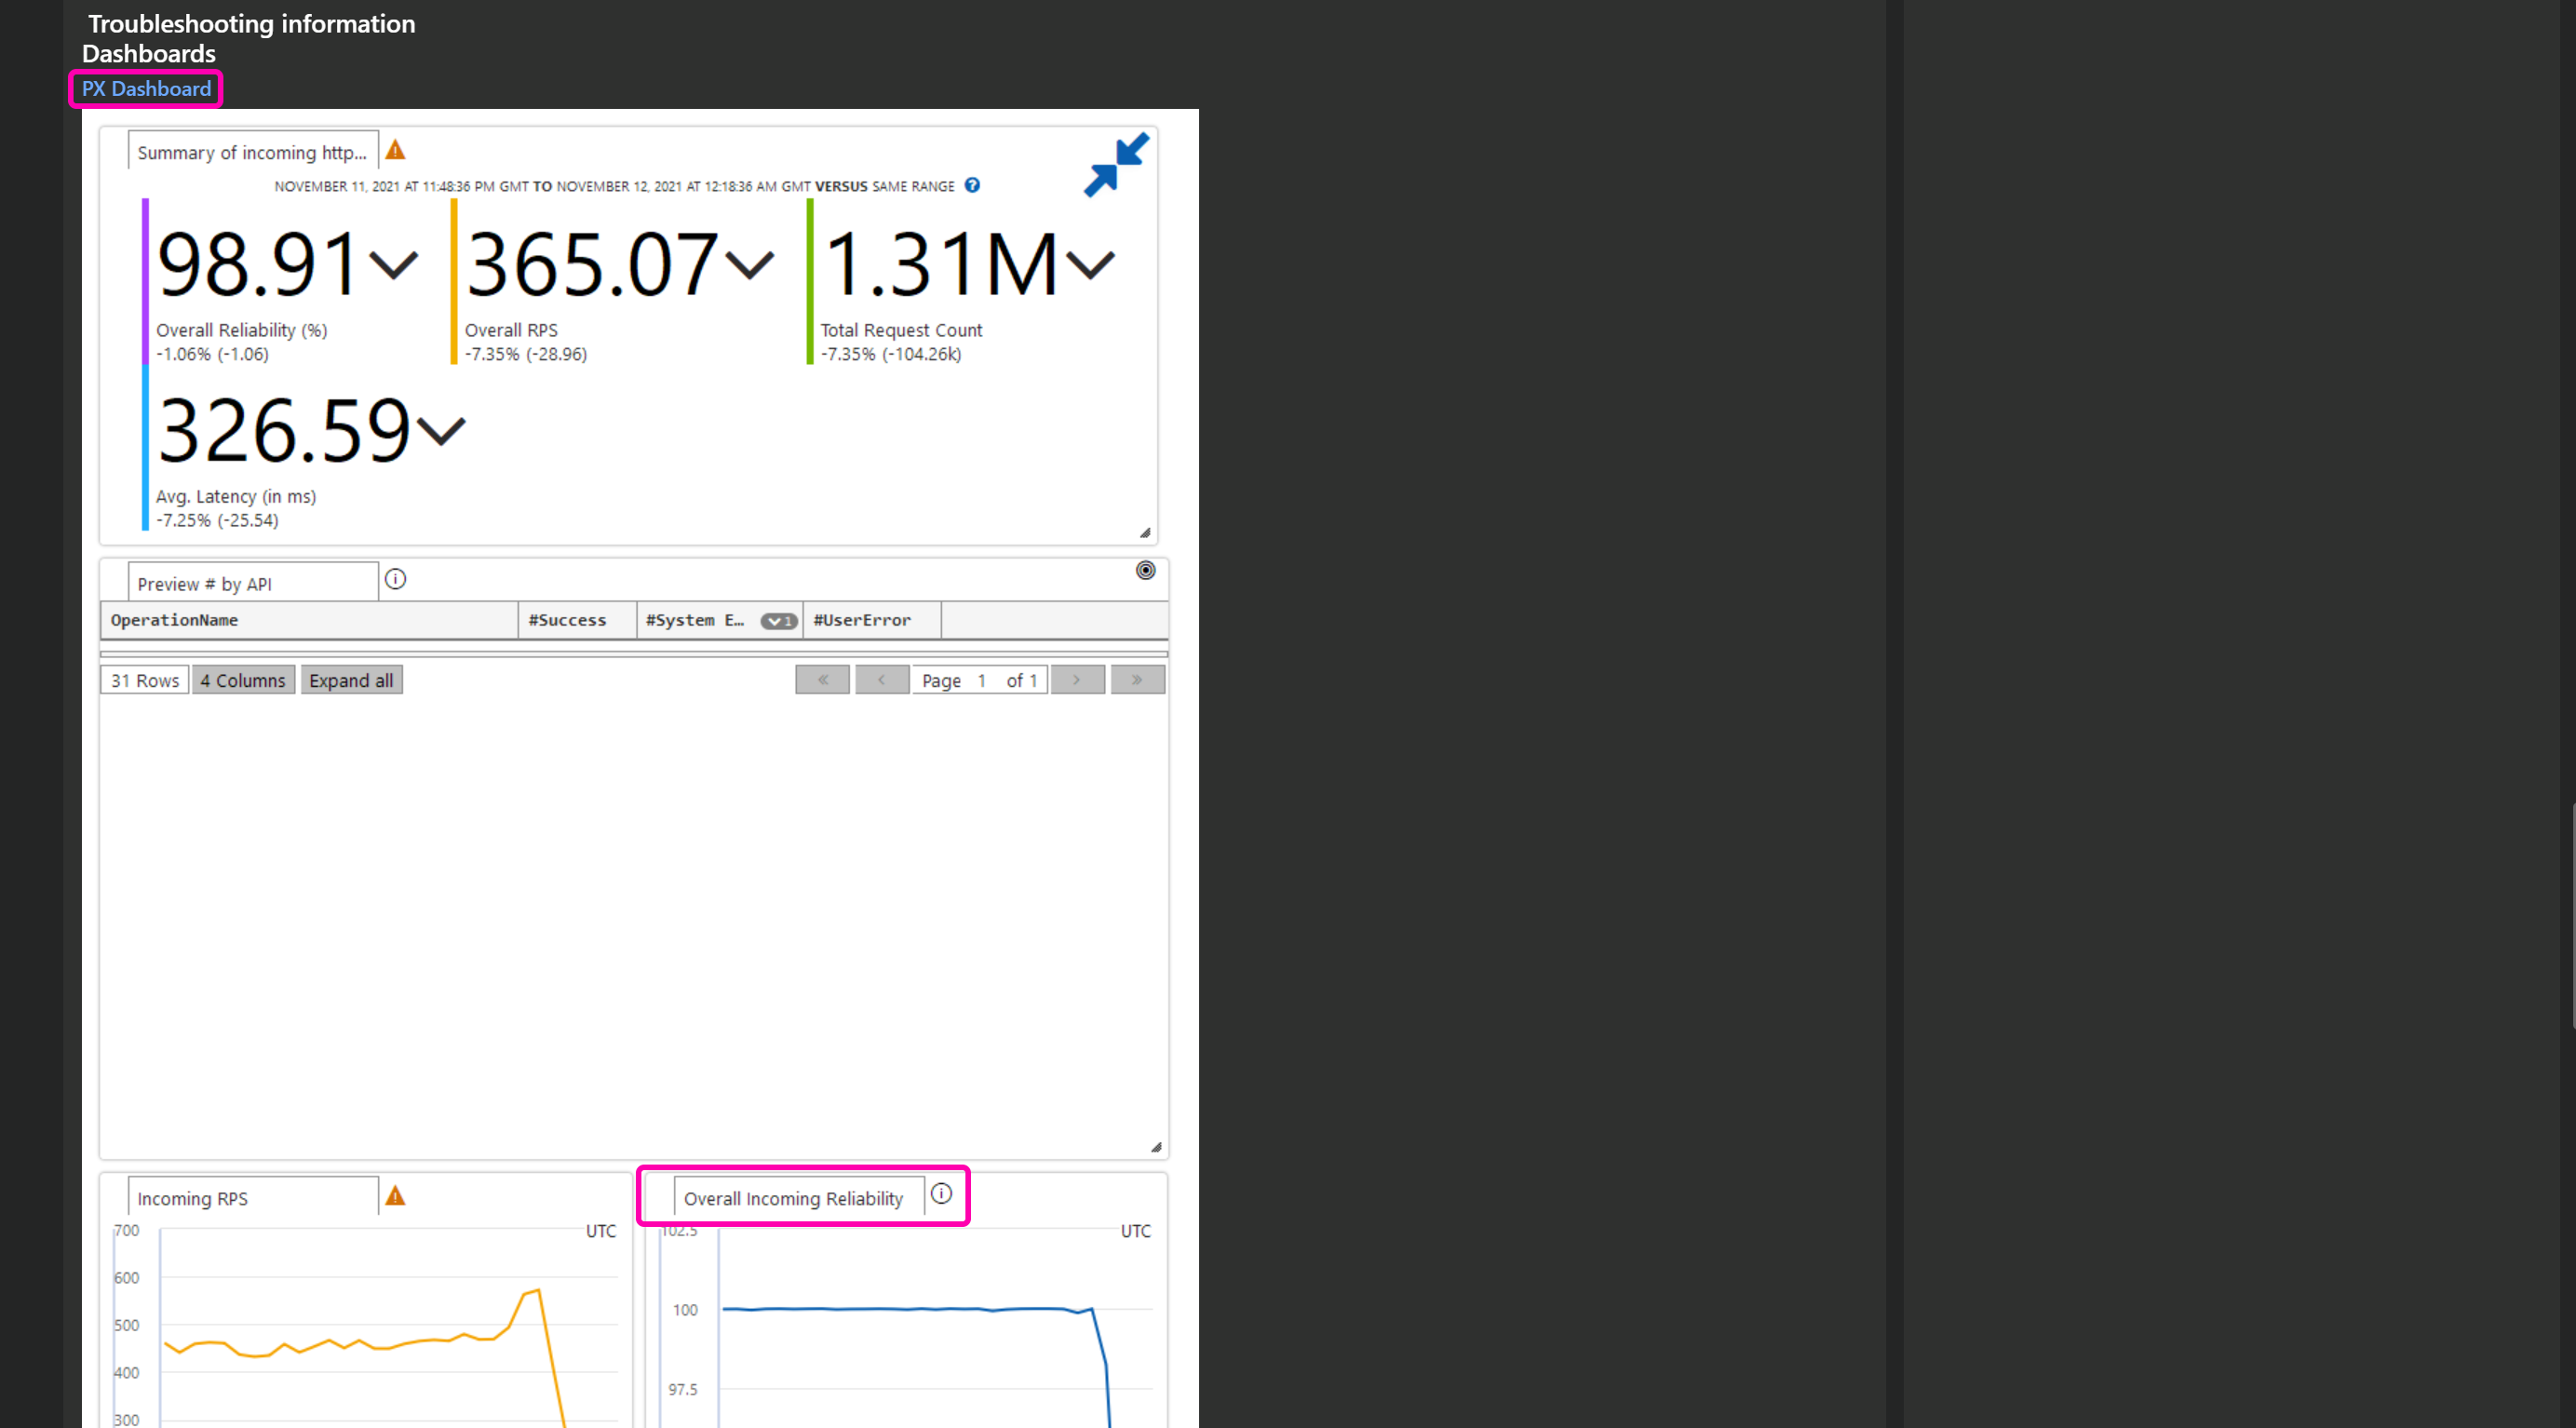 Troubleshooting information
Dashboards
PX Dashboard
Summary of incoming http...
NOVEMBER 11, 2021 AT 11:48:36 PM GMT TO NOVEMBER 12, 2021 AT 12:18:36 AM GMT VERSUS SAME RANGE ?
98.91 365.07 1.31M
Overall Reliability (%) Overall RPS Total Request Count
-1.06% (-1.06) -7.35% (-28.96) -7.35% (-104.26k)
326.59
Avg. Latency (in ms)
-7.25% (-25.54)
Preview # by API
OperationName #Success #System E... 1 #UserError
31 Rows 4 Columns Expand all « < Page 1 of 1 > »
Incoming RPS Overall Incoming Reliability
700 UTC 102.5 UTC
600
100
500
400
97.5
300